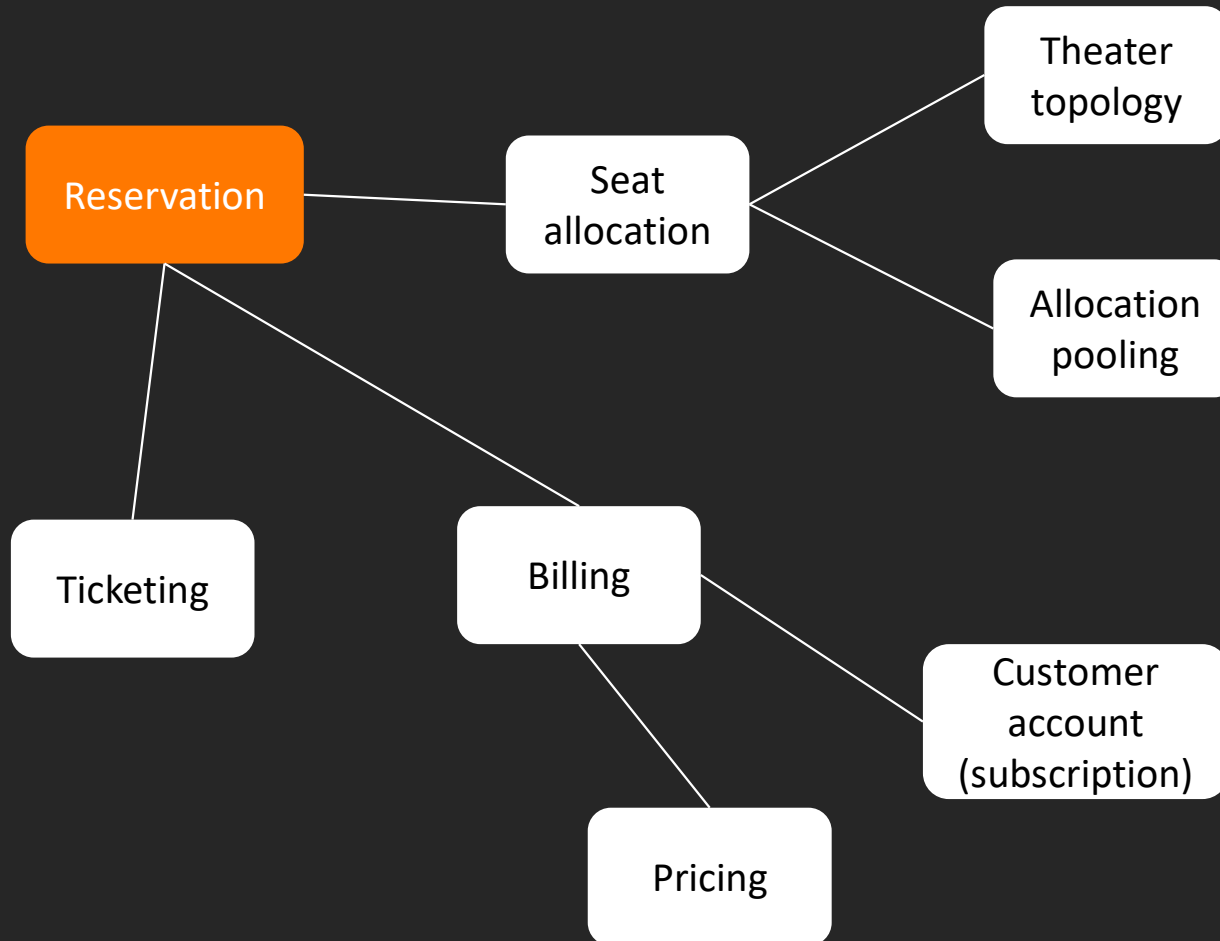 Theater
topology
Reservation
Seat
allocation
Allocation
pooling
Ticketing
Billing
Customer
account
(subscription)
Pricing